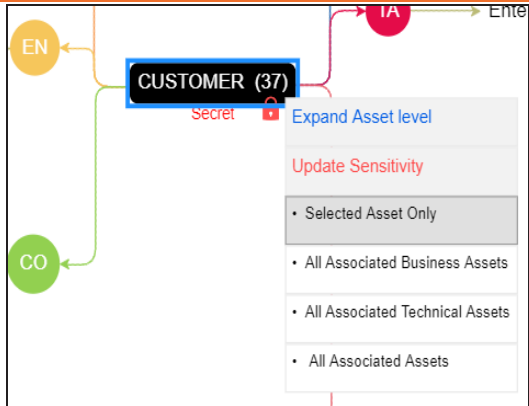 TA
Ente
EN
CUSTOMER (37)
Secret
Expand Asset level
Update Sensitivity
• Selected Asset Only
• All Associated Business Assets
CO
• All Associated Technical Assets
• All Associated Assets